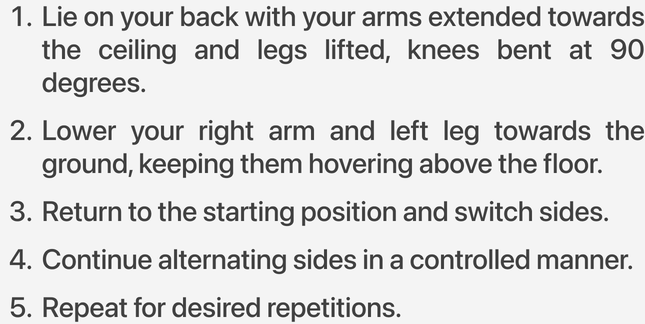 1. Lie on your back with your arms extended towards
the ceiling and legs lifted, knees bent at 90
degrees.
2. Lower your right arm and left leg towards the
ground, keeping them hovering above the floor.
3. Return to the starting position and switch sides.
4. Continue alternating sides in a controlled manner.
5. Repeat for desired repetitions.